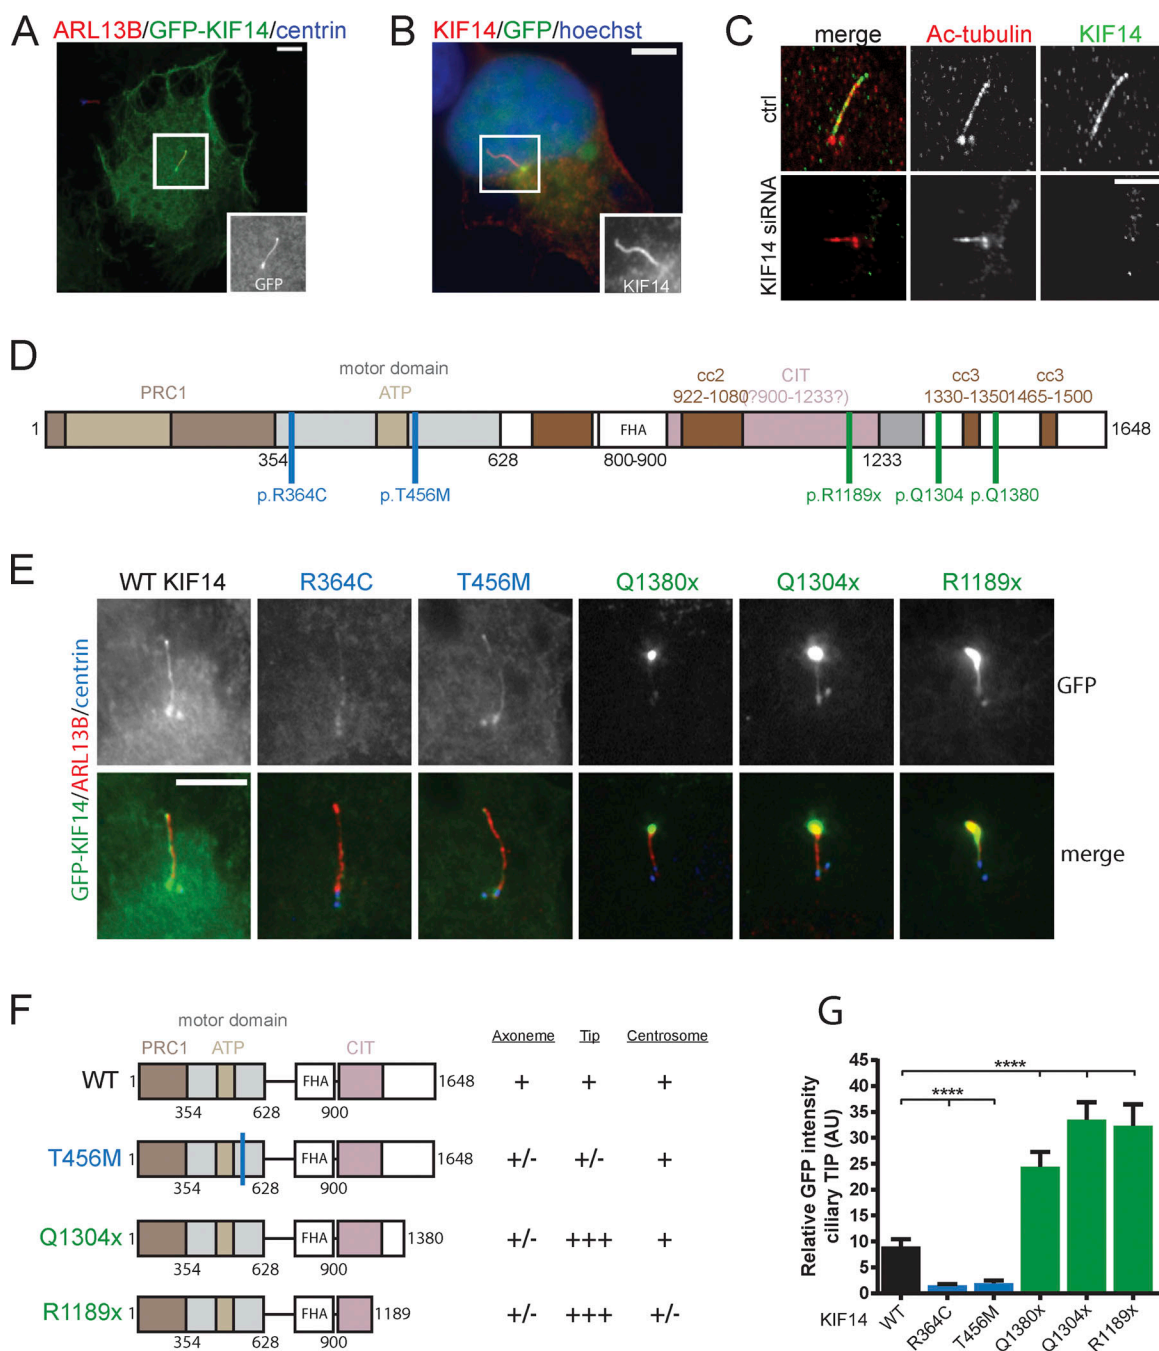 A
ARL13B/GFP-KIF14/centrin
GFP
B
KIF14/GFP/hoechst
KIF14
C
merge Ac-tubulin KIF14
ctrl
KIF14 siRNA
D
motor domain
PRC1 ATP
cc2 CIT cc3 cc3
922-1080 (?900-1233?) 1330-1350 1465-1500
1 FHA 1648
354 628 800-900 1233
p.R364C p.T456M p.R1189x p.Q1304 p.Q1380
E
WT KIF14 R364C T456M Q1380x Q1304x R1189x
GFP-KIF14/ARL13B/centrin
GFP
merge
F
motor domain
PRC1 ATP CIT
Axoneme Tip Centrosome
WT 1 FHA 1648 + + +
354 628 900
T456M 1 FHA 1648 +/- +/- +
354 628 900
Q1304x 1 FHA 1380 +/- +++ +
354 628 900
R1189x 1 FHA 1189 +/- +++ +/-
354 628 900
G
Relative GFP intensity
ciliary TIP (AU)
45
40
35
30
25
20
15
10
5
0
****
****
KIF14 WT R364C T456M Q1380x Q1304x R1189x